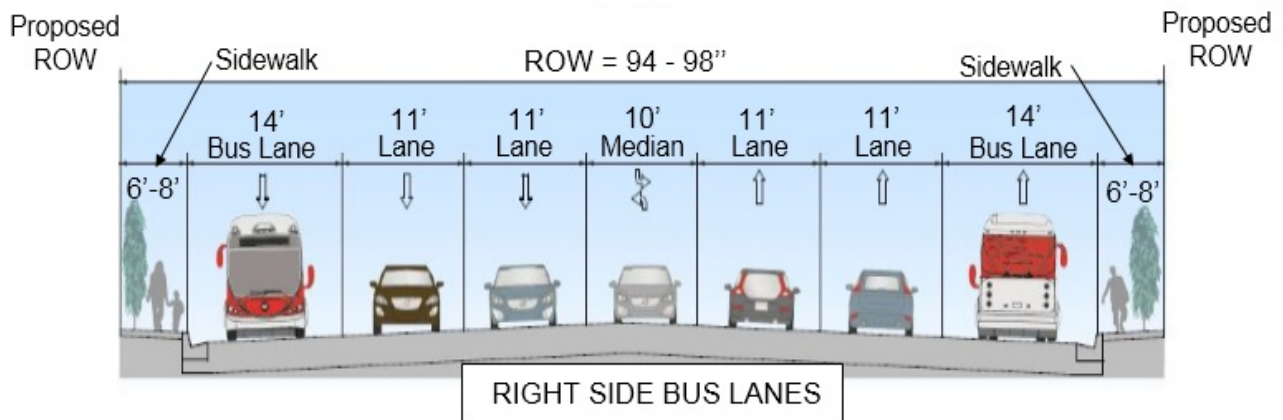 Proposed
ROW
Sidewalk
ROW = 94 - 98”
Sidewalk
Proposed
ROW
14’
Bus Lane
11’
Lane
11’
Lane
10’
Median
11’
Lane
11’
Lane
14’
Bus Lane
6’-8’
6’-8’
RIGHT SIDE BUS LANES